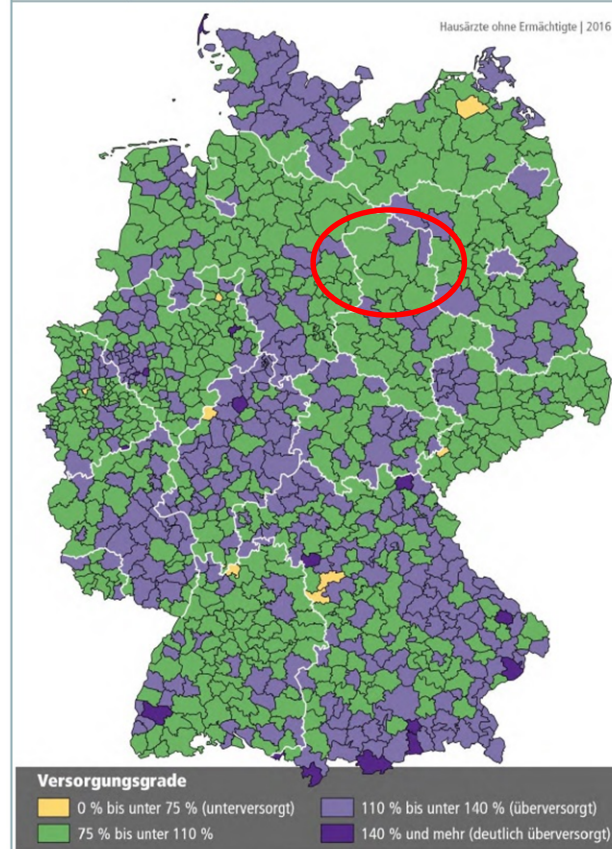 Hausärzte ohne Ermächtigte | 2016
Versorgungsgrade
0 % bis unter 75 % (unterversorgt)
110 % bis unter 140 % (überversorgt)
75 % bis unter 110 %
140 % und mehr (deutlich überversorgt)